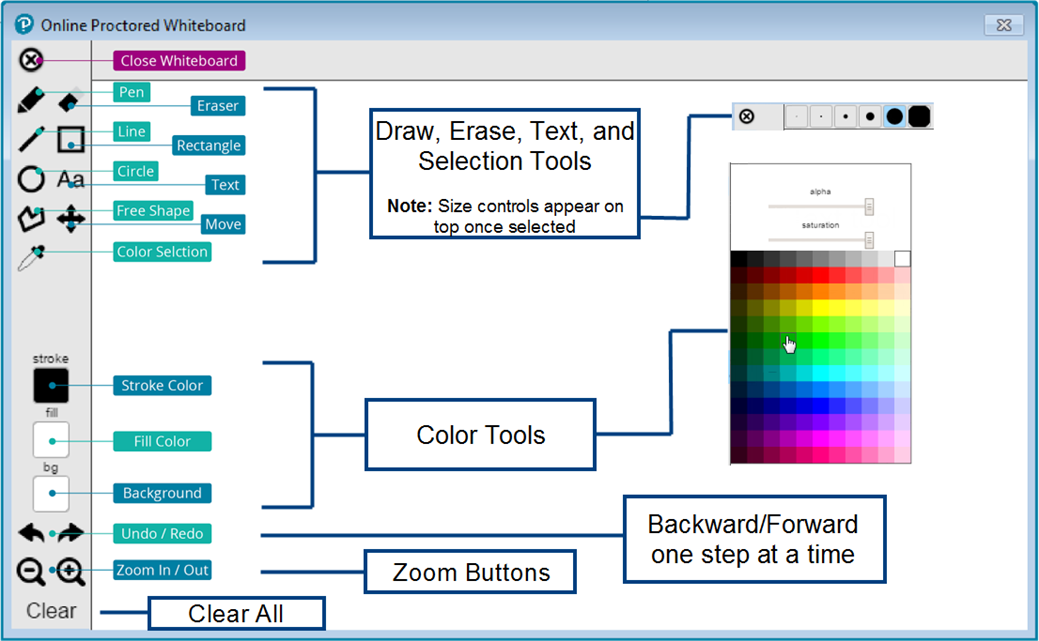 Online Proctored Whiteboard
Close Whiteboard
Pen
Eraser
Line
Rectangle
Circle
Aa
Text
Free Shape
Move
Color Selction
Draw, Erase, Text, and
Selection Tools
Note: Size controls appear on
top once selected
alpha
saturation
stroke
Stroke Color
fill
Fill Color
bg
Background
Color Tools
Undo / Redo
Backward/Forward
one step at a time
Zoom In / Out
Zoom Buttons
Clear
Clear All